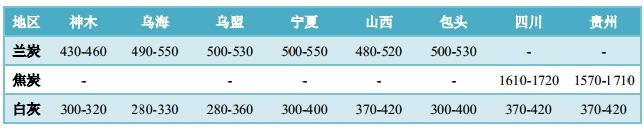 地区 神木 乌海 乌盟 宁夏 山西 包头 四川 贵州
兰炭 430-460 490-550 500-530 500-550 480-520 500-530 - -
焦炭 - - - - - - 1610-1720 1570-1710
白灰 300-320 280-330 280-360 300-400 370-420 300-400 370-420 370-420